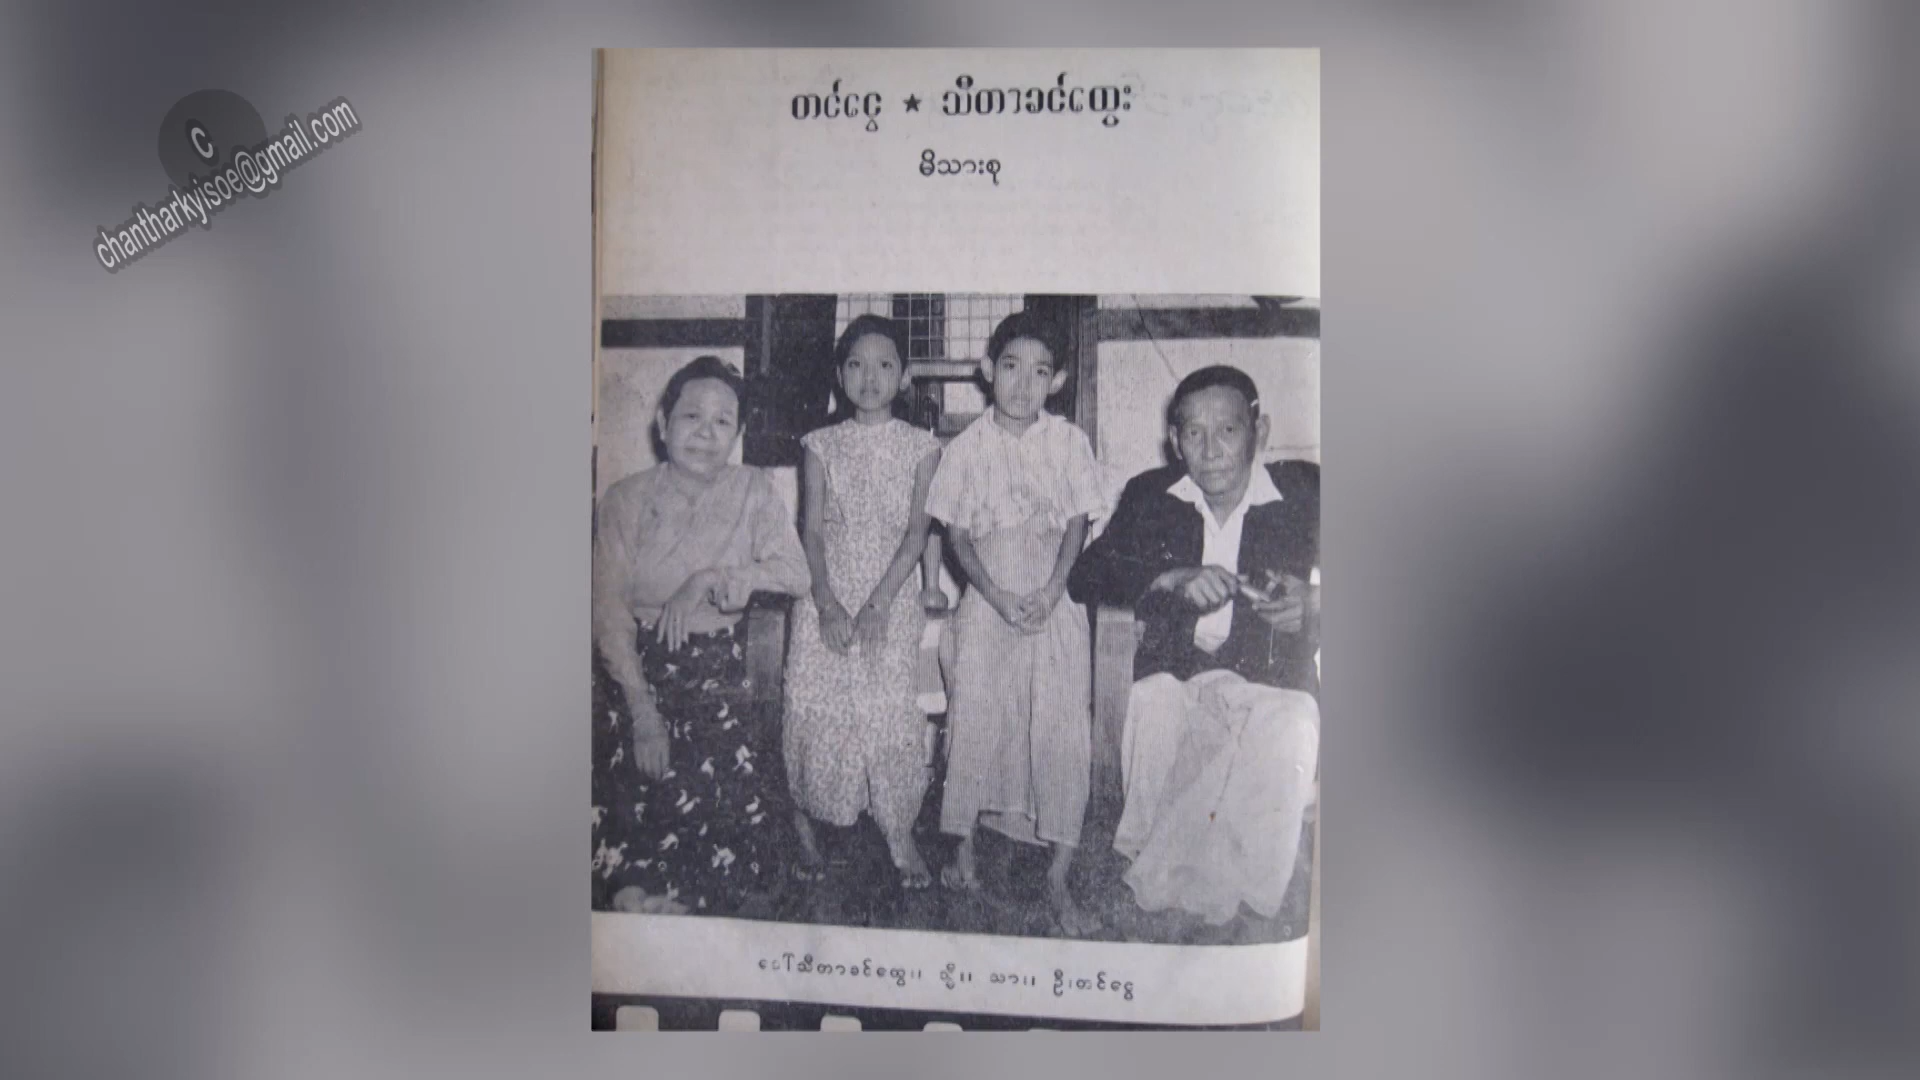 C
chantharkyisoe@gmail.com
တင်ငွေ ★ သီတာခင်ထွေး
မိသားစု
ဒေါ်သီတာခင်ထွေး၊ သ္မီး၊ သား၊ ဦးတင်ငွေ